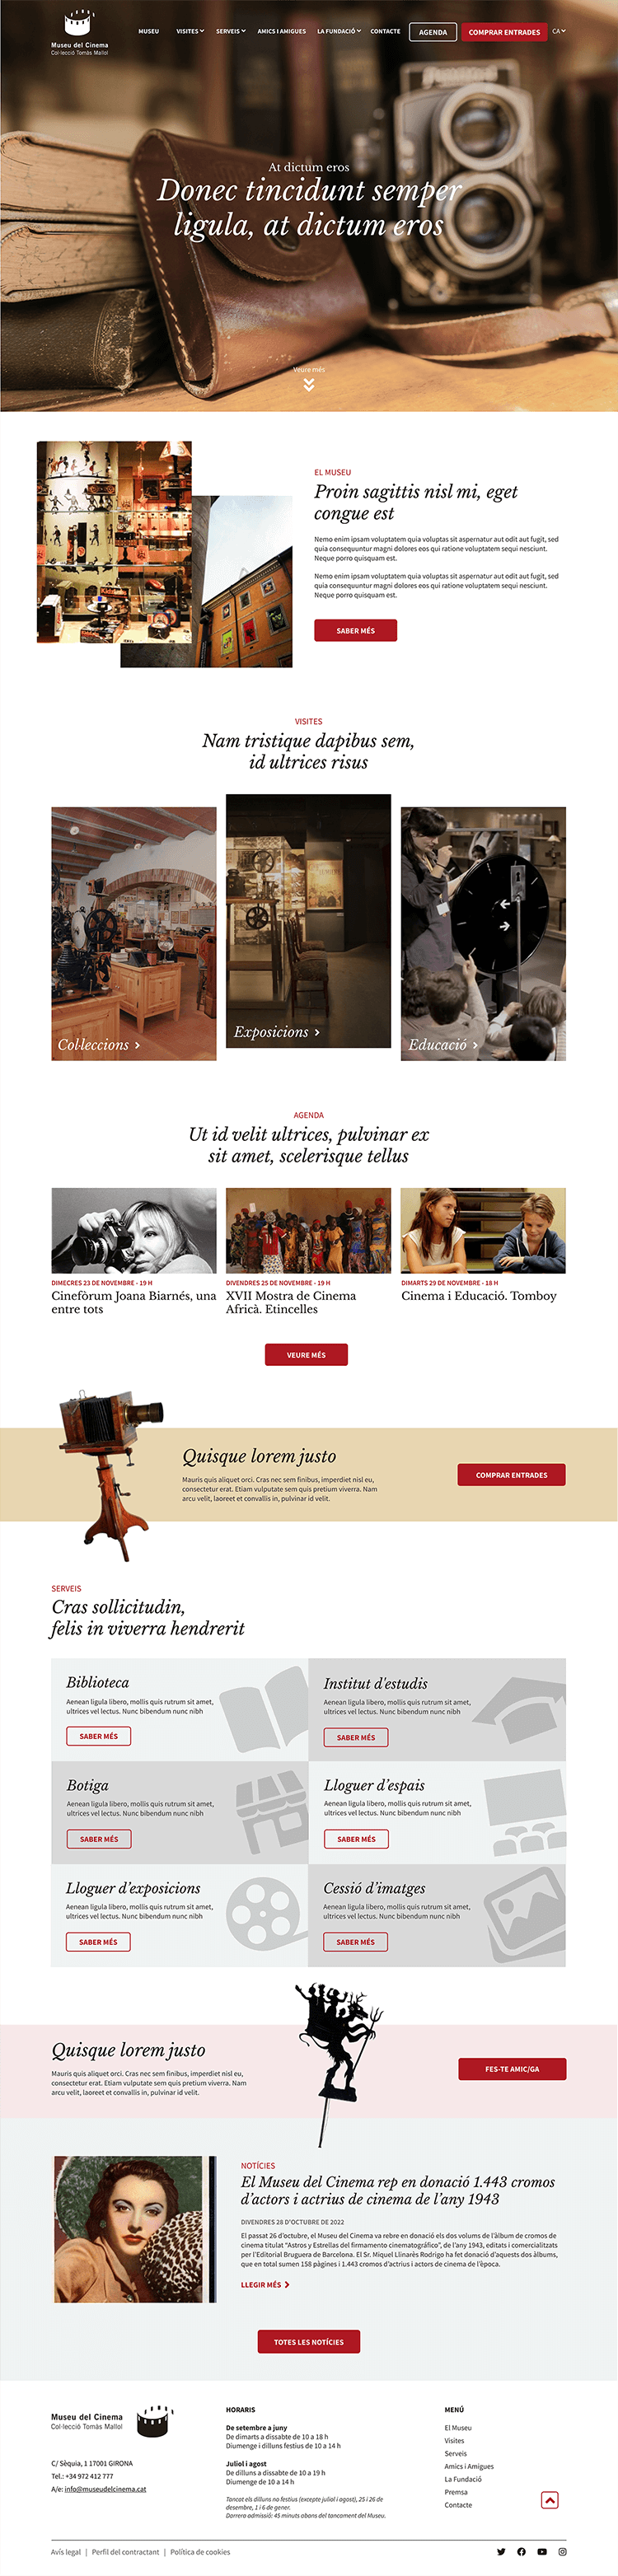 Museu del Cinema
Col·lecció Tomàs Mallol
MUSEU
VISITES
SERVEIS
AMICS I AMIGUES
LA FUNDACIÓ
CONTACTE
AGENDA
COMPRAR ENTRADES
CA
At dictum eros
Donec tincidunt semper
ligula, at dictum eros
Veure més
EL MUSEU
Proin sagittis nisl mi, eget
congue est
Nemo enim ipsam voluptatem quia voluptas sit aspernatur aut odit aut fugit, sed
quia consequuntur magni dolores eos qui ratione voluptatem sequi nesciunt.
Neque porro quisquam est.
Nemo enim ipsam voluptatem quia voluptas sit aspernatur aut odit aut fugit, sed
quia consequuntur magni dolores eos qui ratione voluptatem sequi nesciunt.
Neque porro quisquam est.
SABER MÉS
VISITES
Nam tristique dapibus sem,
id ultrices risus
Col·leccions
Exposicions
Educació
AGENDA
Ut id velit ultrices, pulvinar ex
sit amet, scelerisque tellus
DIMECRES 23 DE NOVEMBRE - 19 H
Cinefòrum Joana Biarnés, una
entre tots
DIVENDRES 25 DE NOVEMBRE - 19 H
XVII Mostra de Cinema
Africà. Etincelles
DIMARTS 29 DE NOVEMBRE - 18 H
Cinema i Educació. Tomboy
VEURE MÉS
Quisque lorem justo
Mauris quis aliquet orci. Cras nec sem finibus, imperdiet nisl eu,
consectetur erat. Etiam vulputate sem quis pretium viverra. Nam
arcu velit, laoreet et convallis in, pulvinar id velit.
COMPRAR ENTRADES
SERVEIS
Cras sollicitudin,
felis in viverra hendrerit
Biblioteca
Aenean ligula libero, mollis quis rutrum sit amet,
ultrices vel lectus. Nunc bibendum nunc nibh
SABER MÉS
Institut d'estudis
Aenean ligula libero, mollis quis rutrum sit amet,
ultrices vel lectus. Nunc bibendum nunc nibh
SABER MÉS
Botiga
Aenean ligula libero, mollis quis rutrum sit amet,
ultrices vel lectus. Nunc bibendum nunc nibh
SABER MÉS
Lloguer d’espais
Aenean ligula libero, mollis quis rutrum sit amet,
ultrices vel lectus. Nunc bibendum nunc nibh
SABER MÉS
Lloguer d’exposicions
Aenean ligula libero, mollis quis rutrum sit amet,
ultrices vel lectus. Nunc bibendum nunc nibh
SABER MÉS
Cessió d’imatges
Aenean ligula libero, mollis quis rutrum sit amet,
ultrices vel lectus. Nunc bibendum nunc nibh
SABER MÉS
Quisque lorem justo
Mauris quis aliquet orci. Cras nec sem finibus, imperdiet nisl eu,
consectetur erat. Etiam vulputate sem quis pretium viverra. Nam
arcu velit, laoreet et convallis in, pulvinar id velit.
FES-TE AMIC/GA
NOTÍCIES
El Museu del Cinema rep en donació 1.443 cromos
d’actors i actrius de cinema de l’any 1943
DIVENDRES 28 D'OCTUBRE DE 2022
El passat 26 d’octubre, el Museu del Cinema va rebre en donació els dos volums de l’àlbum de cromos de
cinema titulat “Astros y Estrellas del firmamento cinematográfico”, de l’any 1943, editats i comercialitzats
per l’Editorial Bruguera de Barcelona. El Sr. Miquel Llinarès Rodrigo ha fet donació d’aquests dos àlbums,
que en total sumen 158 pàgines i 1.443 cromos d’actrius i actors de cinema de l’època.
LLEGIR MÉS
TOTES LES NOTÍCIES
Museu del Cinema
Col·lecció Tomàs Mallol
C/ Sèquia, 1 17001 GIRONA
Tel.: +34 972 412 777
A/e: info@museudelcinema.cat
HORARIS
De setembre a juny
De dimarts a dissabte de 10 a 18 h
Diumenge i dilluns festius de 10 a 14 h
Juliol i agost
De dilluns a dissabte de 10 a 19 h
Diumenge de 10 a 14 h
Tancat els dilluns no festius (excepte juliol i agost), 25 i 26 de
desembre, 1 i 6 de gener.
Darrera admissió: 45 minuts abans del tancament del Museu.
MENÚ
El Museu
Visites
Serveis
Amics i Amigues
La Fundació
Premsa
Contacte
Avís legal | Perfil del contractant | Política de cookies